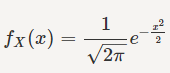 f_X(x) = \frac{1}{\sqrt{2\pi}} e^{-\frac{x^2}{2}}